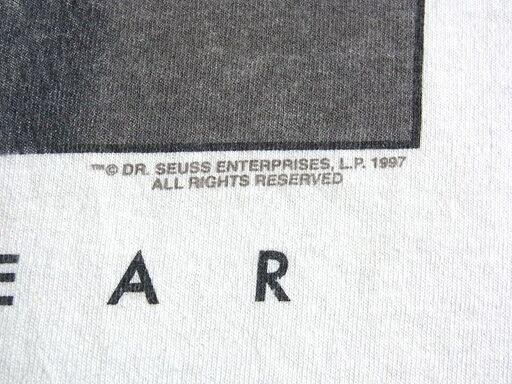 ™© DR. SEUSS ENTERPRISES, L.P. 1997
ALL RIGHTS RESERVED
E A R